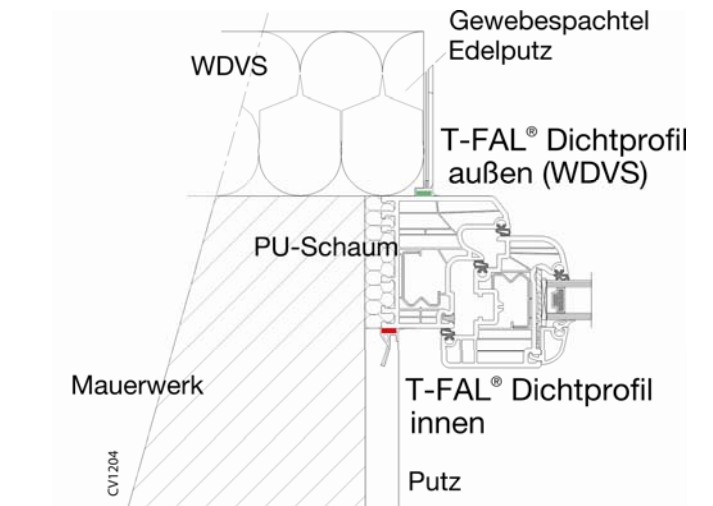 Gewebespachtel
Edelputz
WDVS
T-FAL® Dichtprofil
außen (WDVS)
PU-Schaum
Mauerwerk
T-FAL® Dichtprofil
innen
CV1204
Putz